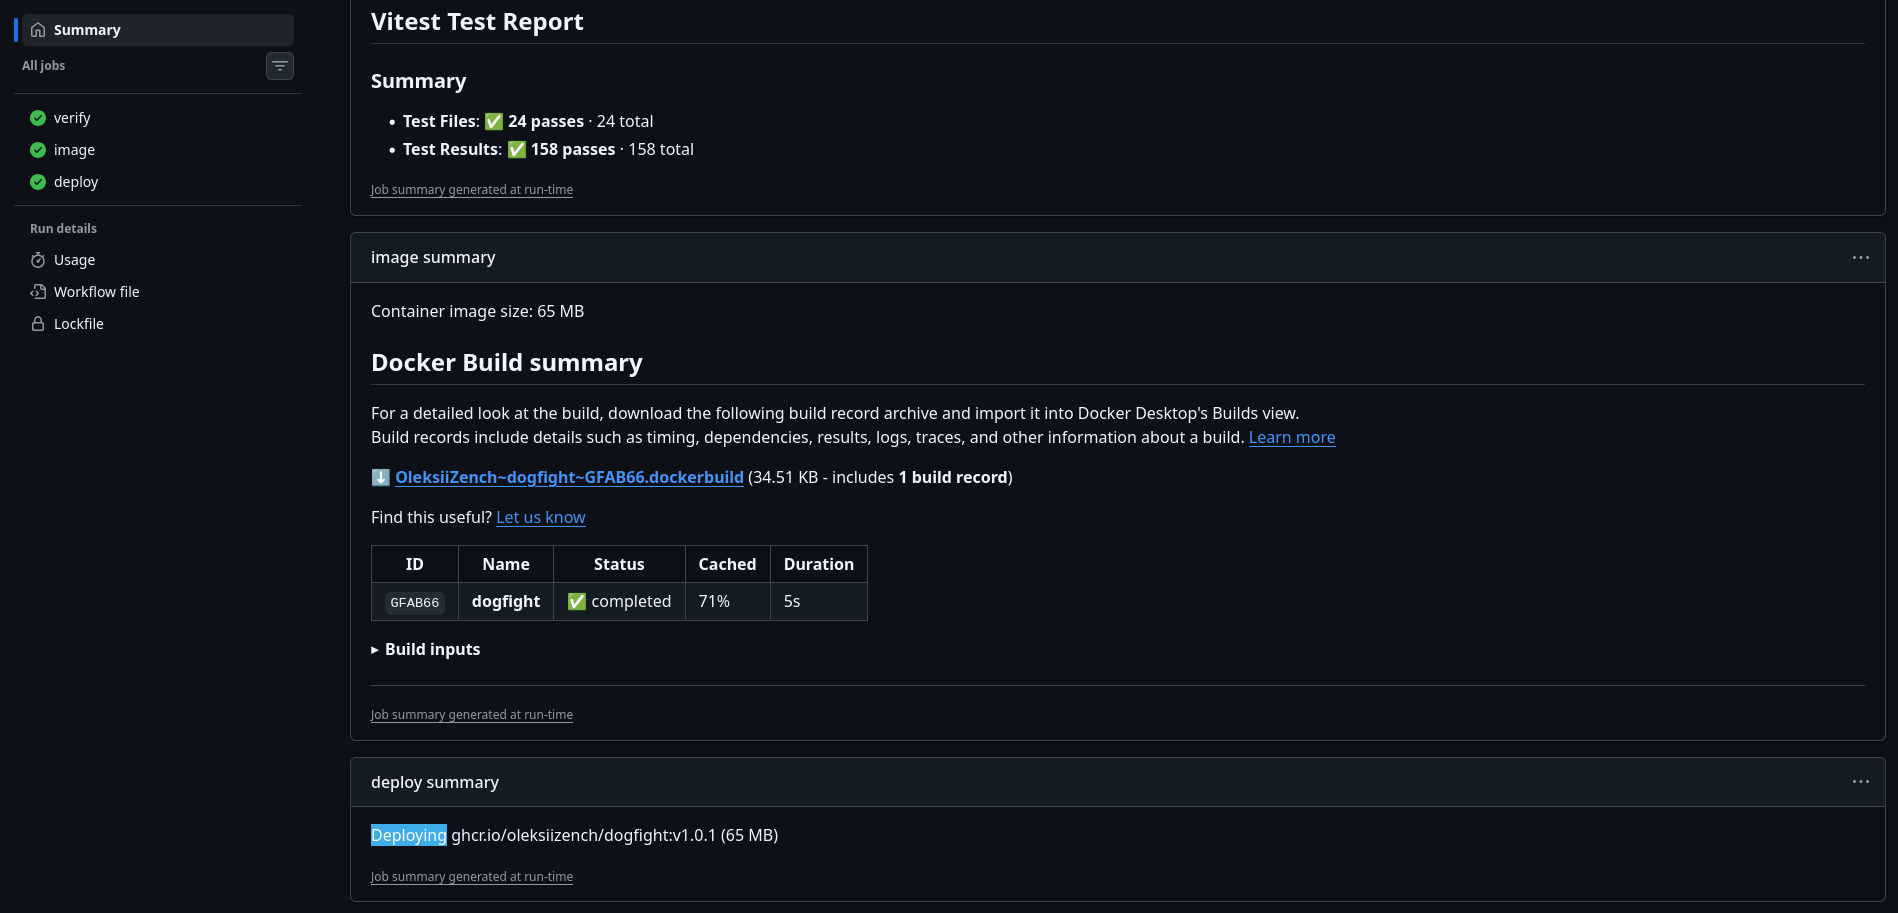 Summary
All jobs
verify
image
deploy
Run details
Usage
Workflow file
Lockfile
Vitest Test Report
Summary
• Test Files: ✅ 24 passes · 24 total
• Test Results: ✅ 158 passes · 158 total
Job summary generated at run-time
image summary
Container image size: 65 MB
Docker Build summary
For a detailed look at the build, download the following build record archive and import it into Docker Desktop's Builds view.
Build records include details such as timing, dependencies, results, logs, traces, and other information about a build. Learn more
⬇️ OleksiiZench~dogfight~GFAB66.dockerbuild (34.51 KB - includes 1 build record)
Find this useful? Let us know
ID Name Status Cached Duration
GFAB66 dogfight ✅ completed 71% 5s
▸ Build inputs
Job summary generated at run-time
deploy summary
Deploying ghcr.io/oleksiizench/dogfight:v1.0.1 (65 MB)
Job summary generated at run-time